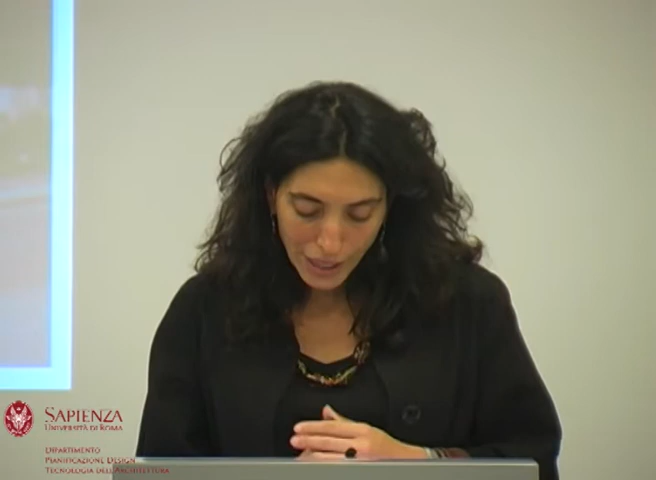 SAPIENZA
UNIVERSITÀ DI ROMA
DIPARTIMENTO
PIANIFICAZIONE DESIGN
TECNOLOGIA DELL'ARCHITETTURA